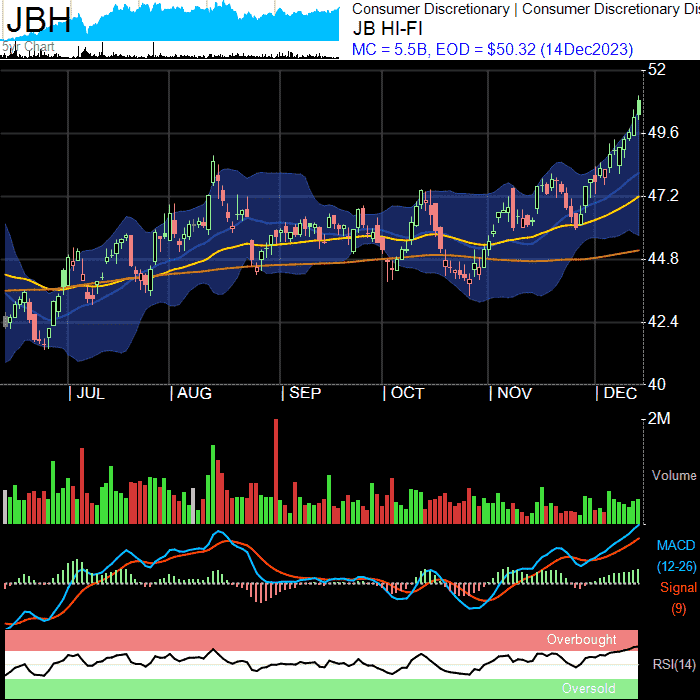 JBH
5yr Chart
Consumer Discretionary | Consumer Discretionary Dis
JB HI-FI
MC = 5.5B, EOD = $50.32 (14Dec2023)
52
49.6
47.2
44.8
42.4
40
JUL AUG SEP OCT NOV DEC
2M
Volume
MACD
(12-26)
Signal
(9)
Overbought
RSI(14)
Oversold